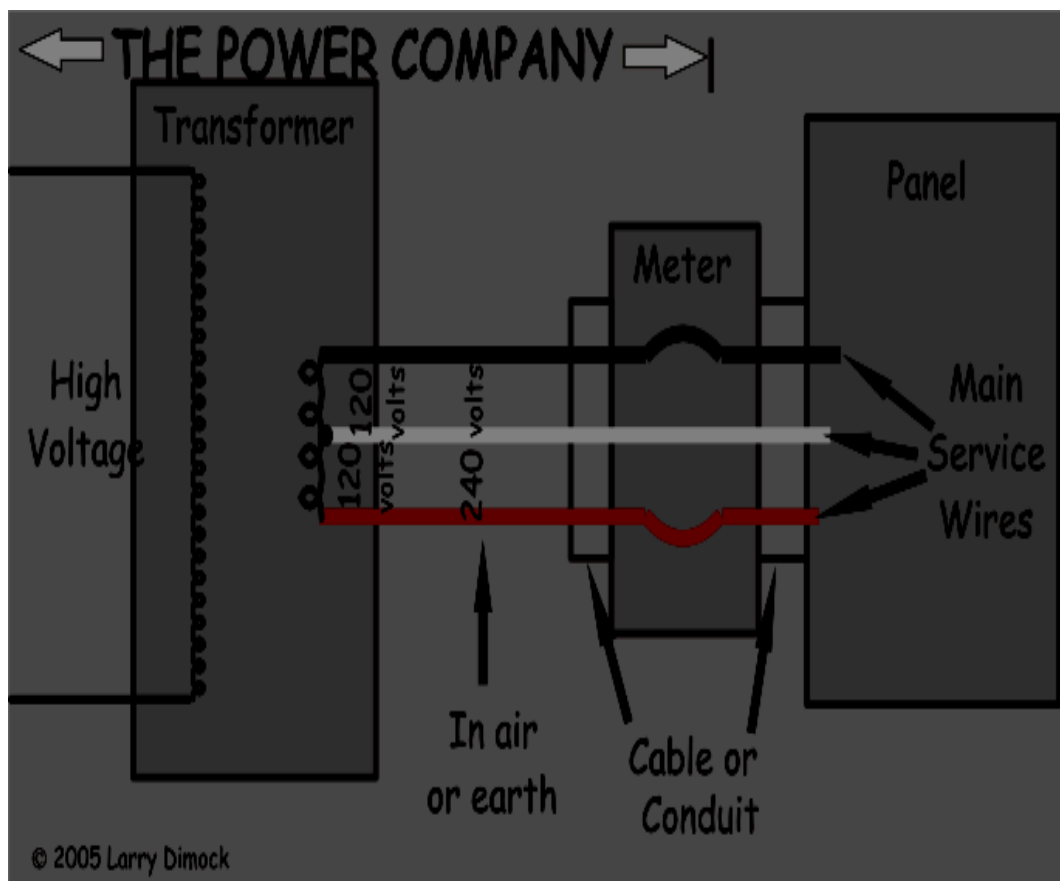 THE POWER COMPANY
Transformer
Panel
Meter
High
Voltage
120
volts
120
volts
240
volts
Main
Service
Wires
In air
or earth
Cable or
Conduit
© 2005 Larry Dimock